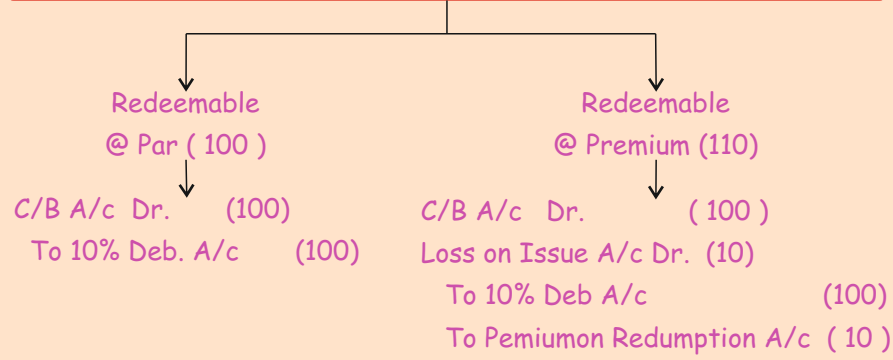 Redeemable
@ Par ( 100 )
C/B A/c Dr. (100)
To 10% Deb. A/c (100)
Redeemable
@ Premium (110)
C/B A/c Dr. ( 100 )
Loss on Issue A/c Dr. (10)
To 10% Deb A/c (100)
To Pemiumon Redumption A/c ( 10 )